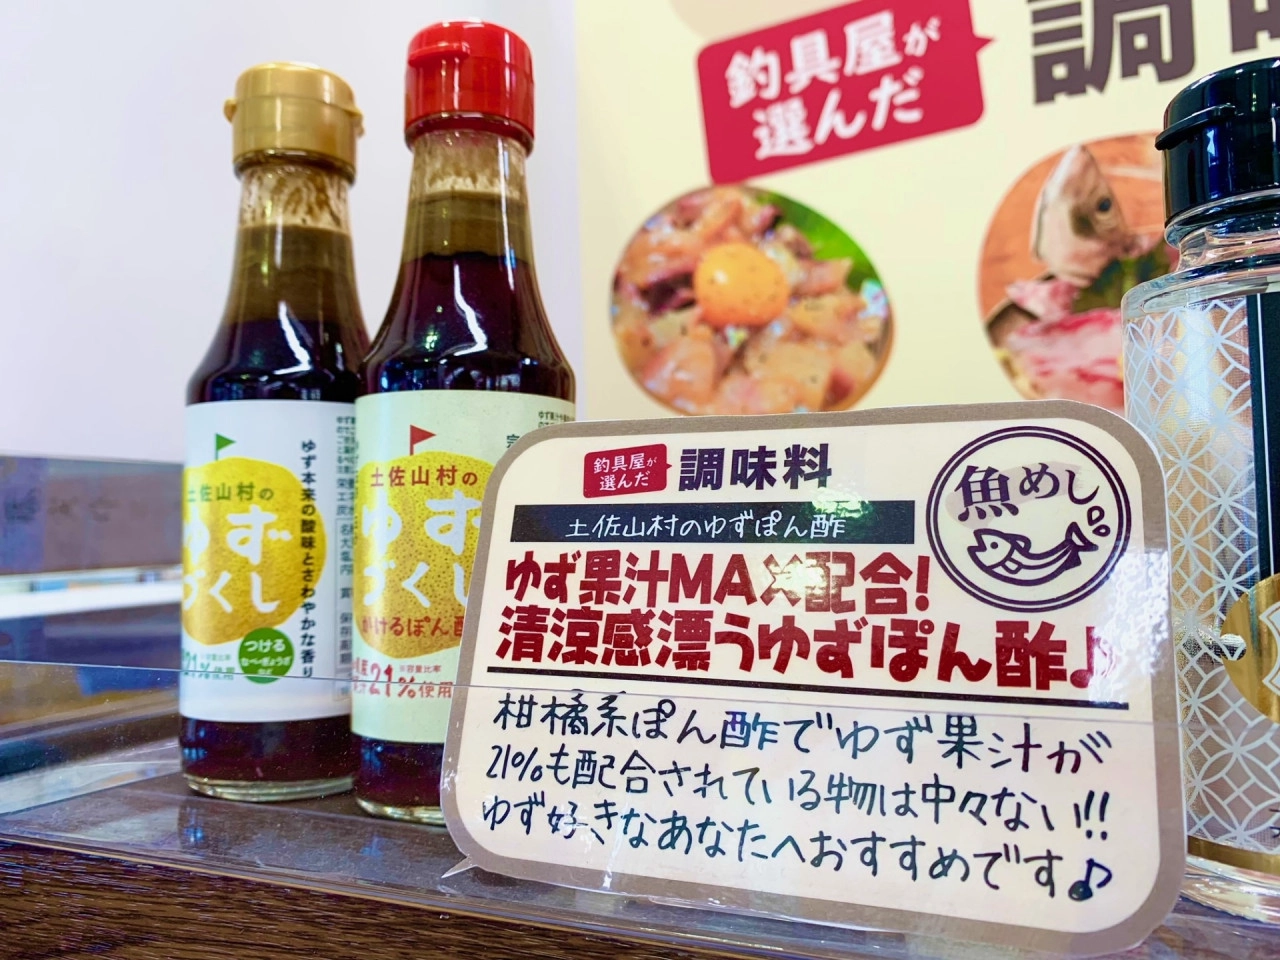 釣具屋が
選んだ
調
土佐山村の
ゆず
づくし
ゆず本来の酸味とさわやかな香り
つける
土佐山村の
ゆず
づくし
かけるぽん酢
21%使用
釣具屋が
選んだ
調味料
魚めし
土佐山村のゆずぽん酢
ゆず果汁MAX配合!
清涼感漂うゆずぽん酢♪
柑橘系ぽん酢でゆず果汁が
21%も配合されている物は中々ない!!
ゆず好きなあなたへおすすめです♪